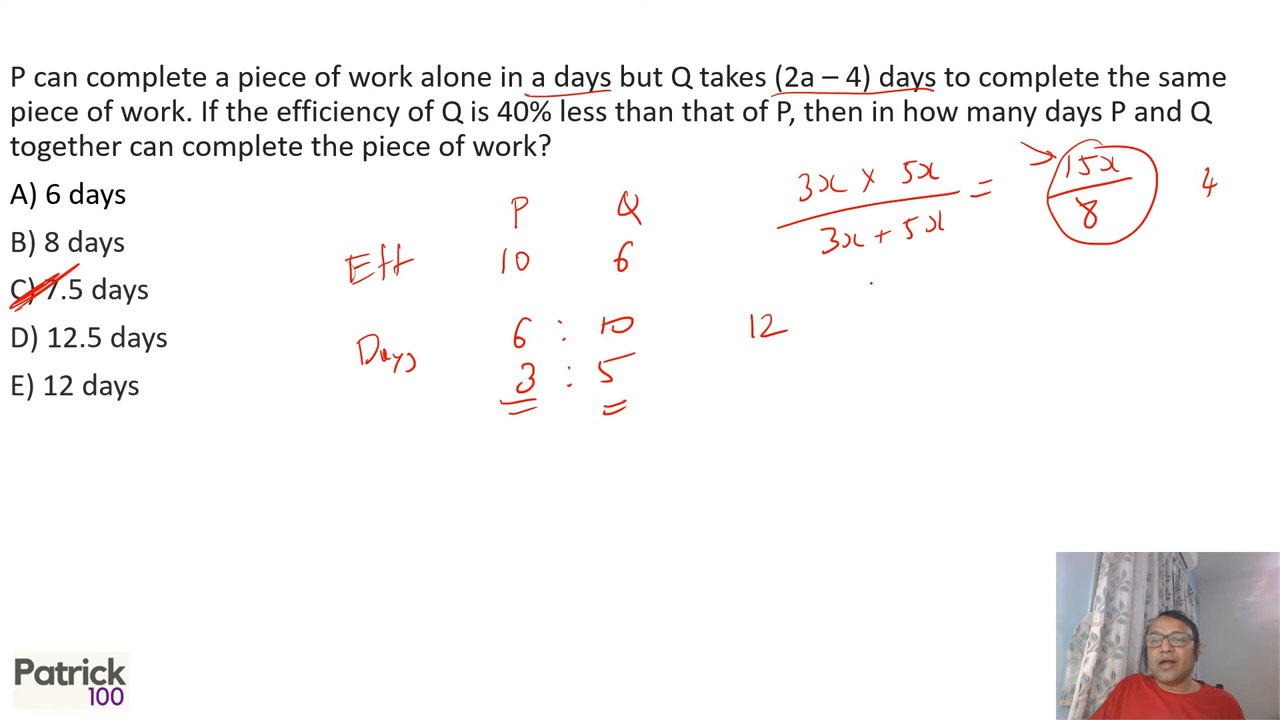 P can complete a piece of work alone in a days but Q takes (2a – 4) days to complete the same
piece of work. If the efficiency of Q is 40% less than that of P, then in how many days P and Q
together can complete the piece of work?
A) 6 days
B) 8 days
C) 7.5 days
D) 12.5 days
E) 12 days
P Q
Eff 10 6
Days 6 : 10
3 : 5
3x × 5x / 3x + 5x = 15x / 8
4
12
Patrick
100